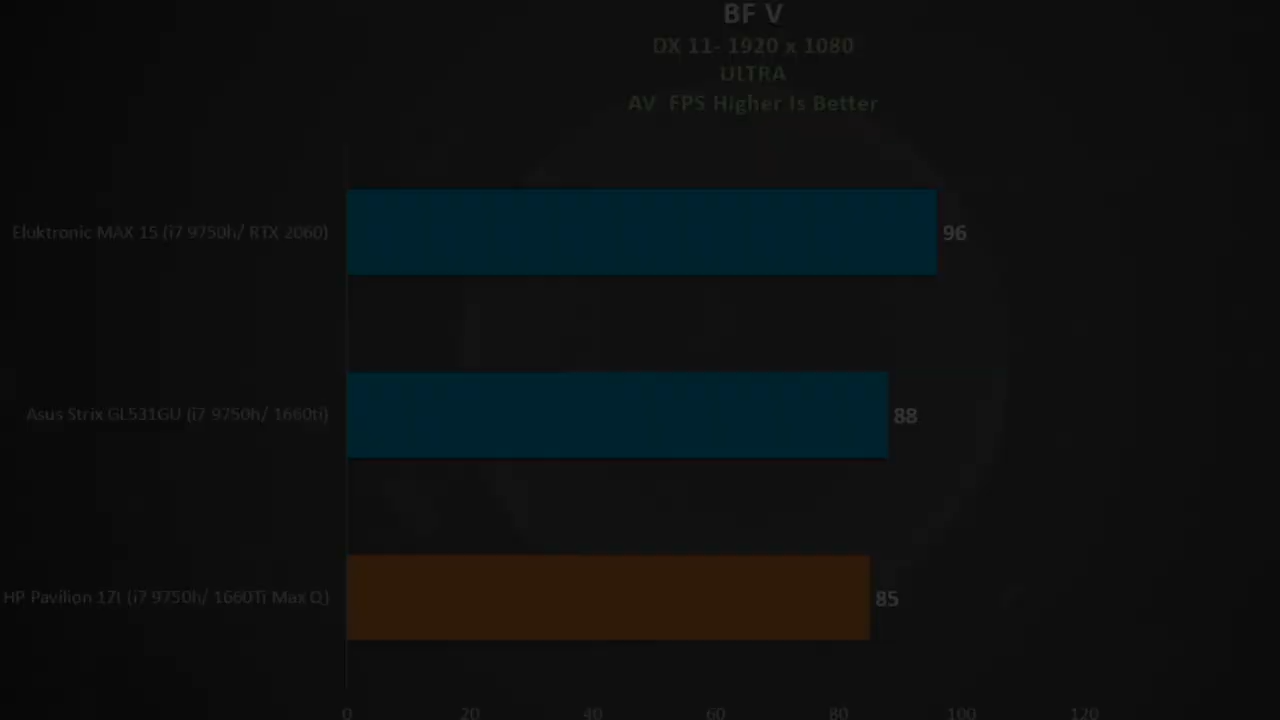 BF V
DX 11- 1920 x 1080
ULTRA
AV FPS Higher Is Better
Eluktronic MAX 15 (i7 9750h/ RTX 2060)
96
Asus Strix GL531GU (i7 9750h/ 1660ti)
88
HP Pavilion 17t (i7 9750h/ 1660Ti Max Q)
85
0 20 40 60 80 100 120